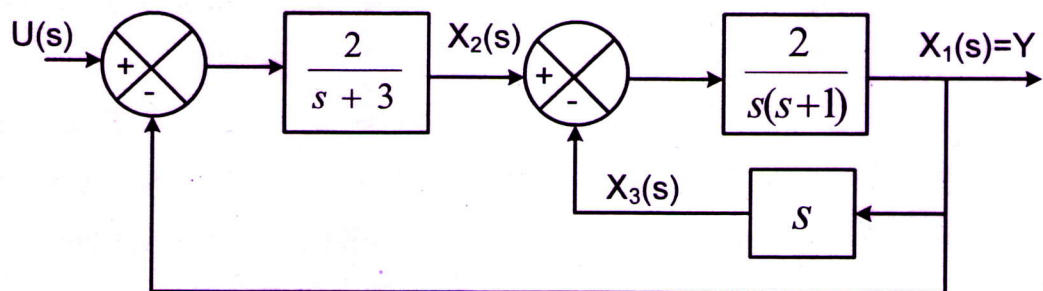 U(s)
+
-
2
s + 3
X₂(s)
+
-
2
s(s+1)
X₁(s)=Y
X₃(s)
s